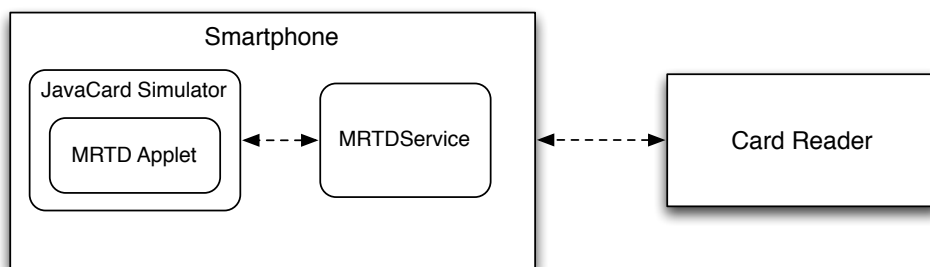 Smartphone
JavaCard Simulator
MRTD Applet
MRTDService
Card Reader